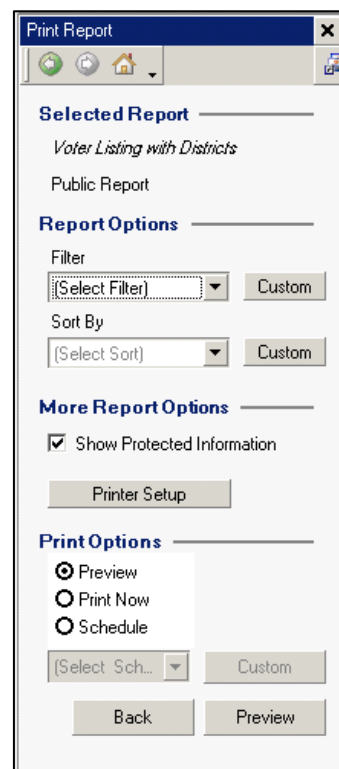 Print Report
Selected Report
Voter Listing with Districts
Public Report
Report Options
Filter
(Select Filter)
Custom
Sort By
(Select Sort)
Custom
More Report Options
Show Protected Information
Printer Setup
Print Options
Preview
Print Now
Schedule
(Select Sch...
Custom
Back
Preview